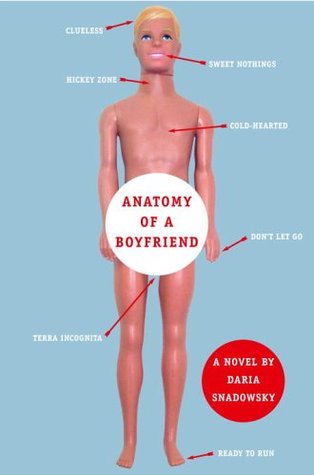 CLUELESS
SWEET NOTHINGS
HICKEY ZONE
COLD-HEARTED
ANATOMY
OF A
BOYFRIEND
DON'T LET GO
TERRA INCOGNITA
A NOVEL BY
DARIA
SNADOWSKY
READY TO RUN